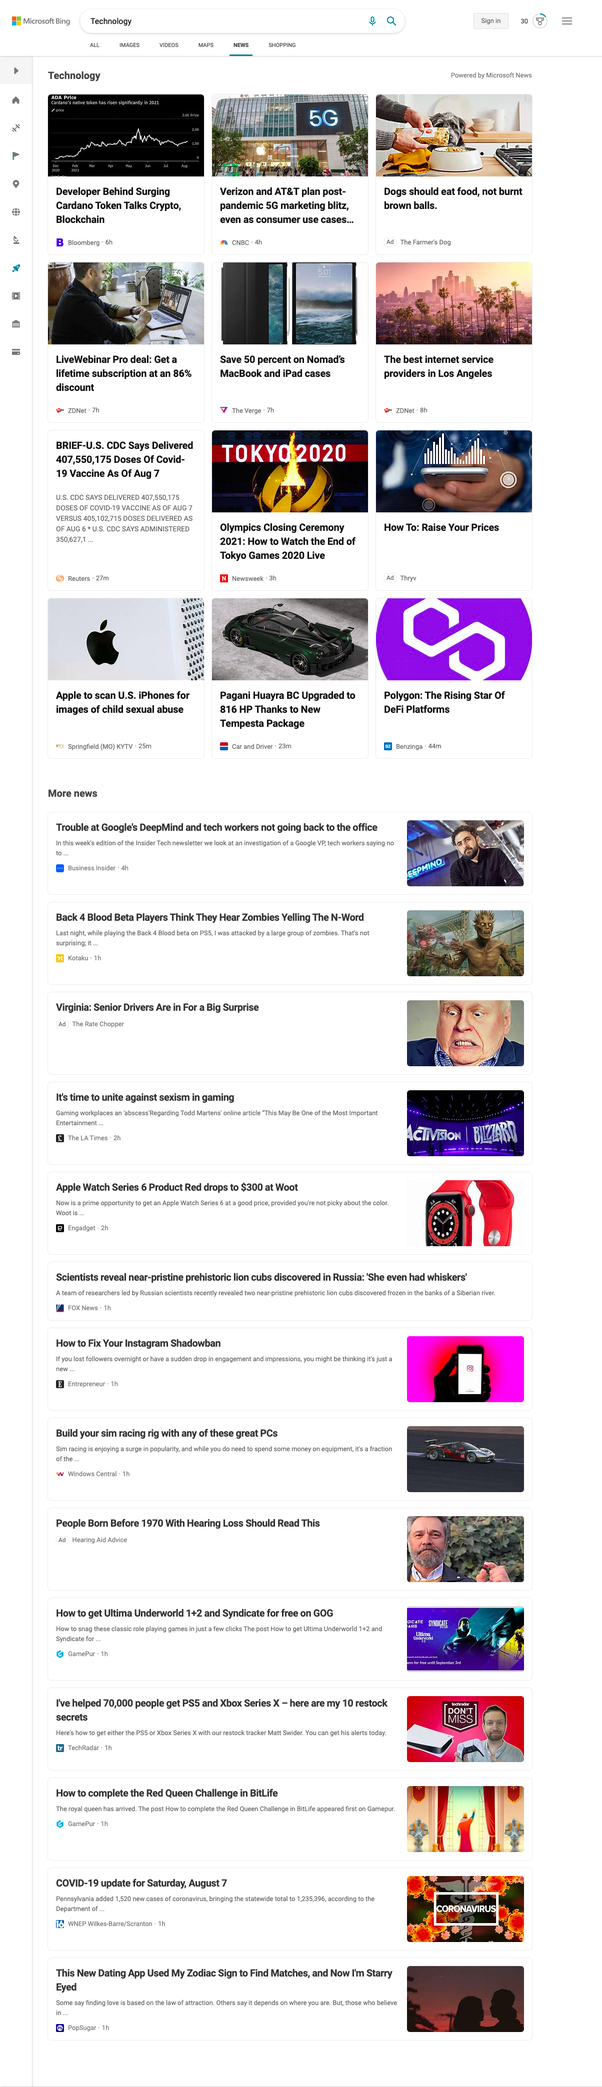 Microsoft Bing
Technology
Sign in
30
ALL
IMAGES
VIDEOS
MAPS
NEWS
SHOPPING
Technology
Powered by Microsoft News
ADA Price
Cardano's native token has risen significantly in 2021
5G
Developer Behind Surging
Cardano Token Talks Crypto,
Blockchain
Bloomberg · 6h
Verizon and AT&T plan post-
pandemic 5G marketing blitz,
even as consumer use cases...
CNBC · 4h
Dogs should eat food, not burnt
brown balls.
Ad The Farmer's Dog
LiveWebinar Pro deal: Get a
lifetime subscription at an 86%
discount
ZDNet · 7h
Save 50 percent on Nomad's
MacBook and iPad cases
The Verge · 7h
The best internet service
providers in Los Angeles
ZDNet · 8h
BRIEF-U.S. CDC Says Delivered
407,550,175 Doses Of Covid-
19 Vaccine As Of Aug 7
U.S. CDC SAYS DELIVERED 407,550,175
DOSES OF COVID-19 VACCINE AS OF AUG 7
VERSUS 405,102,715 DOSES DELIVERED AS
OF AUG 6 * U.S. CDC SAYS ADMINISTERED
350,627,1 ...
Reuters · 27m
TOKYO 2020
Olympics Closing Ceremony
2021: How to Watch the End of
Tokyo Games 2020 Live
Newsweek · 3h
How To: Raise Your Prices
Ad Thryv
Apple to scan U.S. iPhones for
images of child sexual abuse
Springfield (MO) KYTV · 25m
Pagani Huayra BC Upgraded to
816 HP Thanks to New
Tempesta Package
Car and Driver · 23m
Polygon: The Rising Star Of
DeFi Platforms
Benzinga · 44m
More news
Trouble at Google's DeepMind and tech workers not going back to the office
In this week's edition of the Insider Tech newsletter we look at an investigation of a Google VP, tech workers saying no
to ...
Business Insider · 4h
EEPMIND
Back 4 Blood Beta Players Think They Hear Zombies Yelling The N-Word
Last night, while playing the Back 4 Blood beta on PS5, I was attacked by a large group of zombies. That's not
surprising; it ...
Kotaku · 1h
Virginia: Senior Drivers Are in For a Big Surprise
Ad The Rate Chopper
It's time to unite against sexism in gaming
Gaming workplaces an 'abscess'Regarding Todd Martens' online article "This May Be One of the Most Important
Entertainment ...
The LA Times · 2h
ACTIVISION BLIZZARD
Apple Watch Series 6 Product Red drops to $300 at Woot
Now is a prime opportunity to get an Apple Watch Series 6 at a good price, provided you're not picky about the color.
Woot is ...
Engadget · 2h
Scientists reveal near-pristine prehistoric lion cubs discovered in Russia: 'She even had whiskers'
A team of researchers led by Russian scientists recently revealed two near-pristine prehistoric lion cubs discovered frozen in the banks of a Siberian river.
FOX News · 1h
How to Fix Your Instagram Shadowban
If you lost followers overnight or have a sudden drop in engagement and impressions, you might be thinking it's just a
new ...
Entrepreneur · 1h
Build your sim racing rig with any of these great PCs
Sim racing is enjoying a surge in popularity, and while you do need to spend some money on equipment, it's a fraction
of the ...
Windows Central · 1h
People Born Before 1970 With Hearing Loss Should Read This
Ad Hearing Aid Advice
How to get Ultima Underworld 1+2 and Syndicate for free on GOG
How to snag these classic role playing games in just a few clicks The post How to get Ultima Underworld 1+2 and
Syndicate for ...
GamePur · 1h
SYNDICATE
Ultima
I've helped 70,000 people get PS5 and Xbox Series X – here are my 10 restock
secrets
Here's how to get either the PS5 or Xbox Series X with our restock tracker Matt Swider. You can get his alerts today.
TechRadar · 1h
techradar
DON'T
MISS
How to complete the Red Queen Challenge in BitLife
The royal queen has arrived. The post How to complete the Red Queen Challenge in BitLife appeared first on Gamepur.
GamePur · 1h
COVID-19 update for Saturday, August 7
Pennsylvania added 1,520 new cases of coronavirus, bringing the statewide total to 1,235,396, according to the
Department of ...
WNEP Wilkes-Barre/Scranton · 1h
CORONAVIRUS
This New Dating App Used My Zodiac Sign to Find Matches, and Now I'm Starry
Eyed
Some say finding love is based on the law of attraction. Others say it depends on where you are. But, those who believe
in ...
PopSugar · 1h